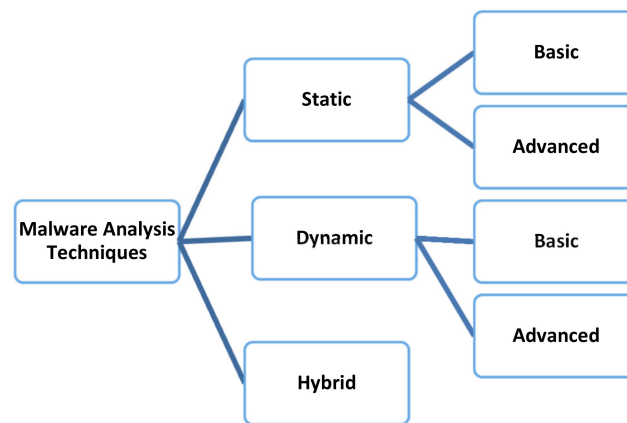 Malware Analysis
Techniques
Static
Basic
Advanced
Dynamic
Basic
Advanced
Hybrid